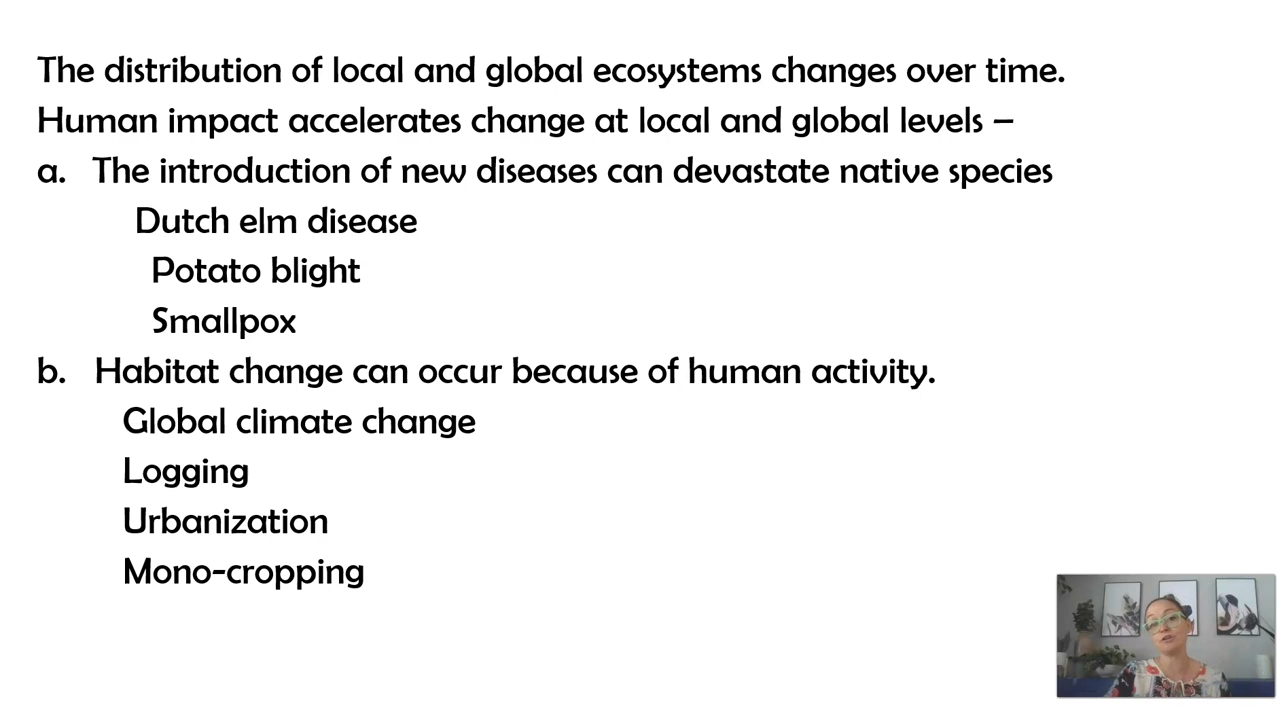 The distribution of local and global ecosystems changes over time.
Human impact accelerates change at local and global levels –
a. The introduction of new diseases can devastate native species
Dutch elm disease
Potato blight
Smallpox
b. Habitat change can occur because of human activity.
Global climate change
Logging
Urbanization
Mono-cropping